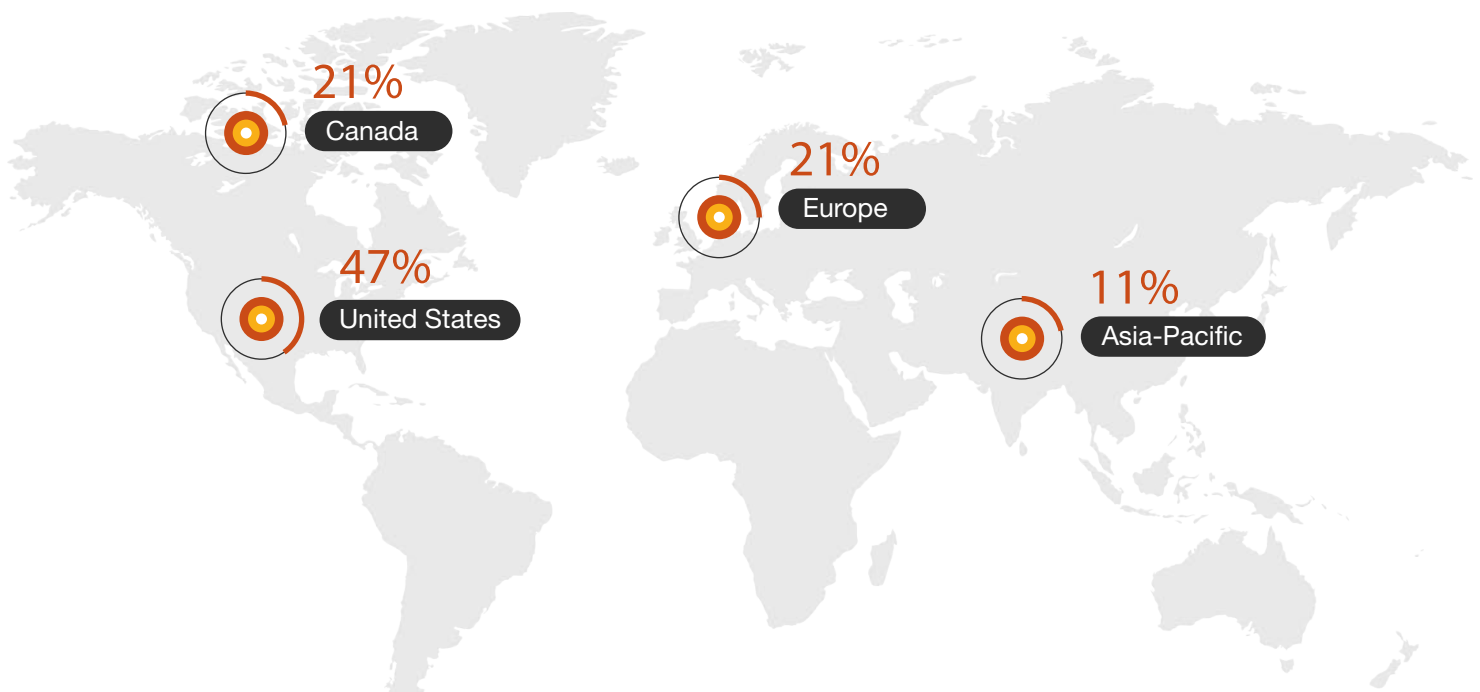 21%
Canada
21%
Europe
47%
United States
11%
Asia-Pacific